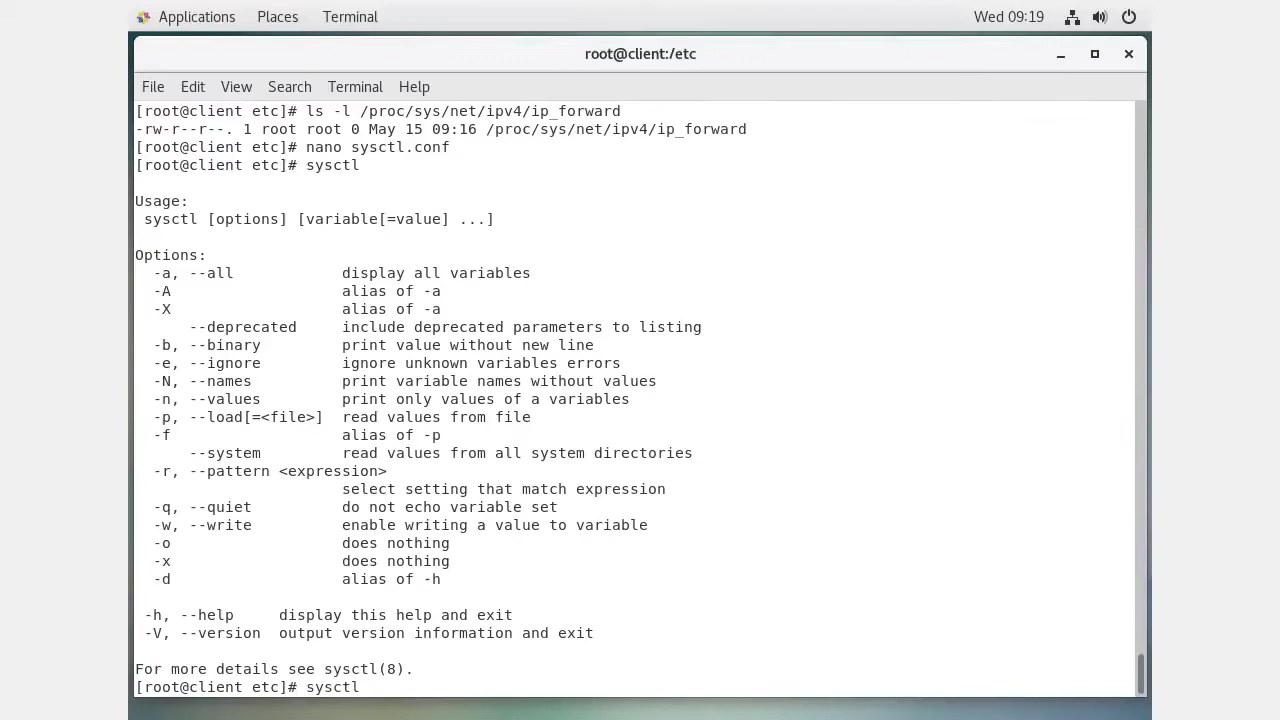 Applications Places Terminal Wed 09:19
root@client:/etc
File Edit View Search Terminal Help
[root@client etc]# ls -l /proc/sys/net/ipv4/ip_forward
-rw-r--r--. 1 root root 0 May 15 09:16 /proc/sys/net/ipv4/ip_forward
[root@client etc]# nano sysctl.conf
[root@client etc]# sysctl
Usage:
 sysctl [options] [variable[=value] ...]
Options:
  -a, --all            display all variables
  -A                   alias of -a
  -X                   alias of -a
      --deprecated     include deprecated parameters to listing
  -b, --binary         print value without new line
  -e, --ignore         ignore unknown variables errors
  -N, --names          print variable names without values
  -n, --values         print only values of a variables
  -p, --load[=<file>]  read values from file
  -f                   alias of -p
      --system         read values from all system directories
  -r, --pattern <expression>
                       select setting that match expression
  -q, --quiet          do not echo variable set
  -w, --write          enable writing a value to variable
  -o                   does nothing
  -x                   does nothing
  -d                   alias of -h
 -h, --help     display this help and exit
 -V, --version  output version information and exit
For more details see sysctl(8).
[root@client etc]# sysctl